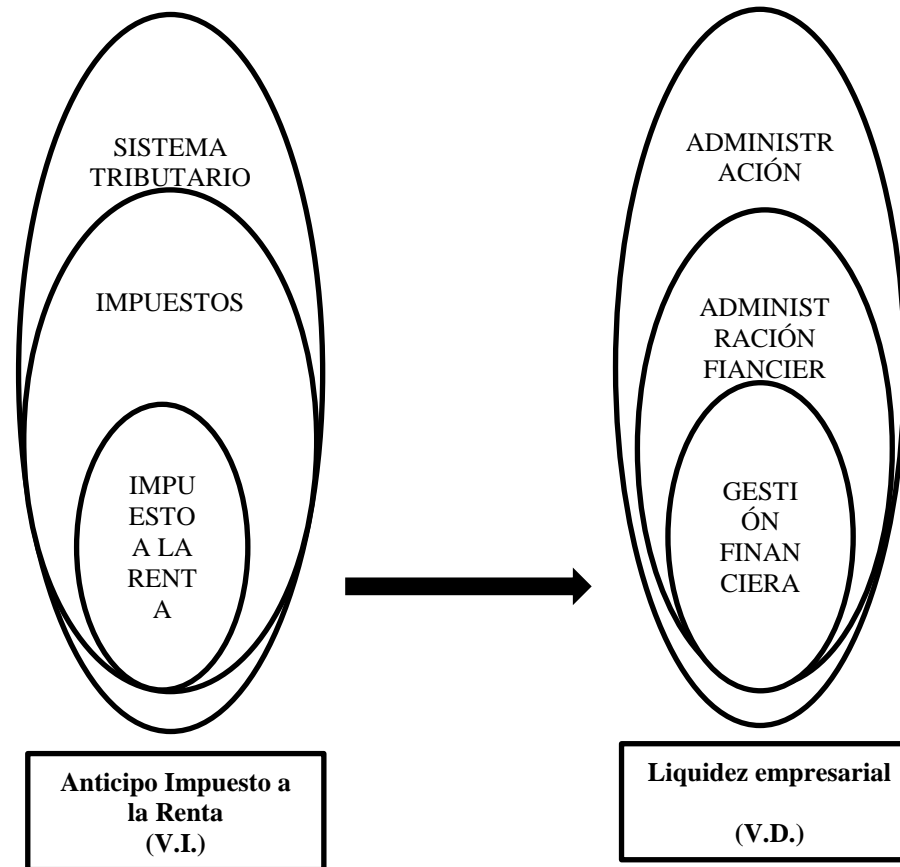 SISTEMA
TRIBUTARIO
IMPUESTOS
IMPU
ESTO
A LA
RENT
A
Anticipo Impuesto a
la Renta
(V.I.)
ADMINISTR
ACIÓN
ADMINIST
RACIÓN
FIANCIER
GESTI
ÓN
FINAN
CIERA
Liquidez empresarial
(V.D.)